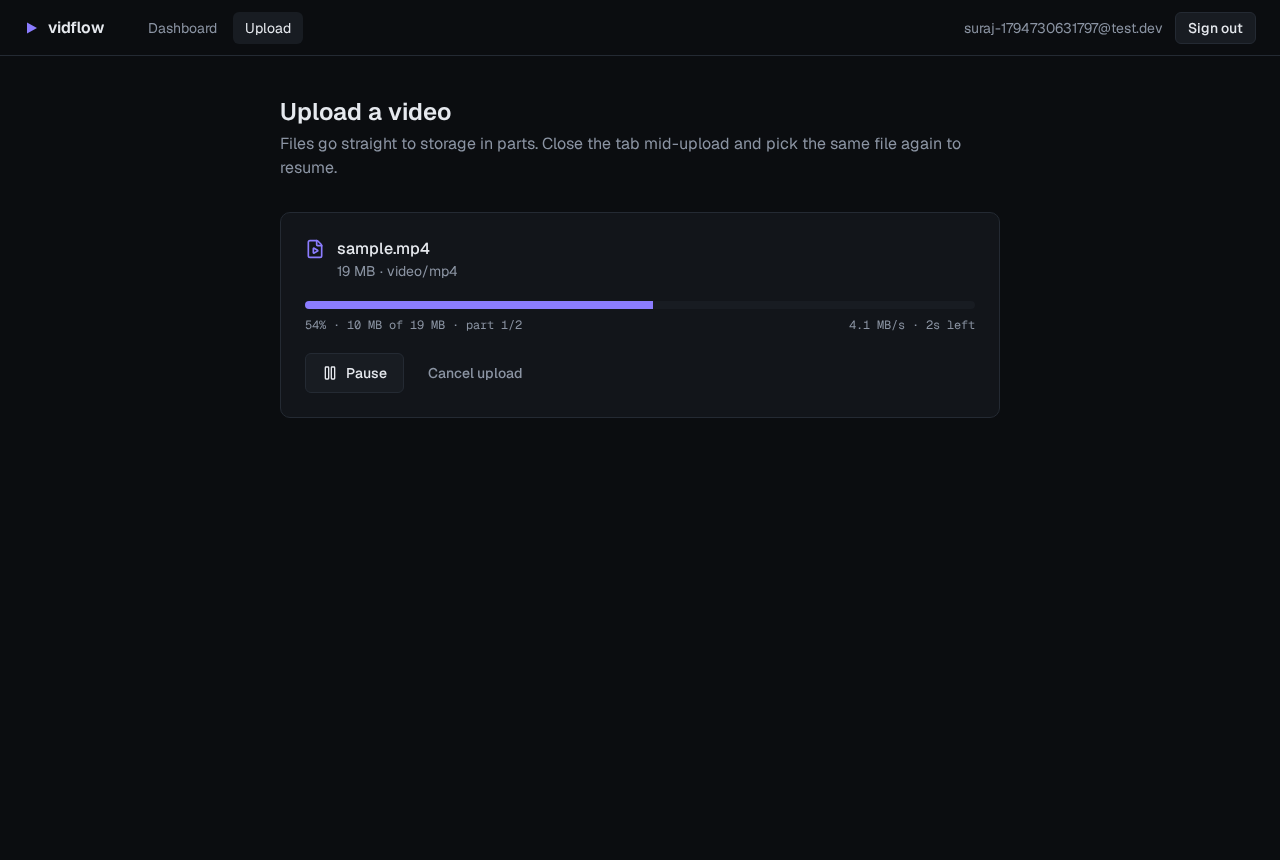 vidflow
Dashboard
Upload
suraj-1794730631797@test.dev
Sign out
Upload a video
Files go straight to storage in parts. Close the tab mid-upload and pick the same file again to
resume.
sample.mp4
19 MB · video/mp4
54% · 10 MB of 19 MB · part 1/2
4.1 MB/s · 2s left
Pause
Cancel upload